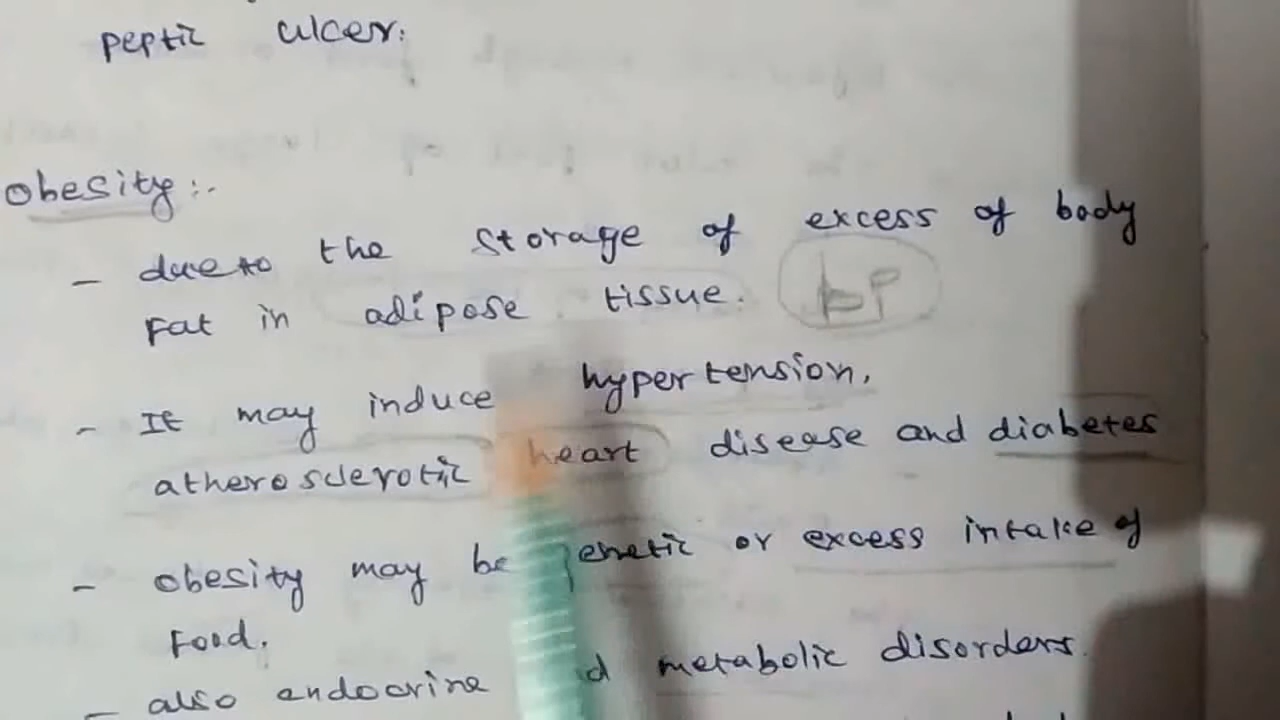 peptic ulcer.
obesity:-
- due to the storage of excess of body
Fat in adipose tissue. bP
- It may induce hypertension,
atherosclerotic heart disease and diabetes
- obesity may be genetic or excess intake of
Food.
- also endocrine metabolic disorders.